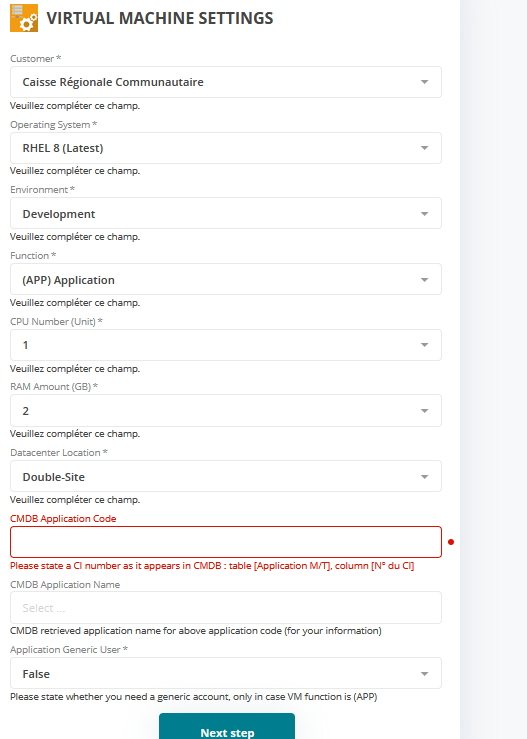 VIRTUAL MACHINE SETTINGS
Customer *
Caisse Régionale Communautaire
Veuillez compléter ce champ.
Operating System *
RHEL 8 (Latest)
Veuillez compléter ce champ.
Environment *
Development
Veuillez compléter ce champ.
Function *
(APP) Application
Veuillez compléter ce champ.
CPU Number (Unit) *
1
Veuillez compléter ce champ.
RAM Amount (GB) *
2
Veuillez compléter ce champ.
Datacenter Location *
Double-Site
Veuillez compléter ce champ.
CMDB Application Code
Please state a CI number as it appears in CMDB : table [Application M/T], column [N° du CI]
CMDB Application Name
Select ...
CMDB retrieved application name for above application code (for your information)
Application Generic User *
False
Please state whether you need a generic account, only in case VM function is (APP)
Next step